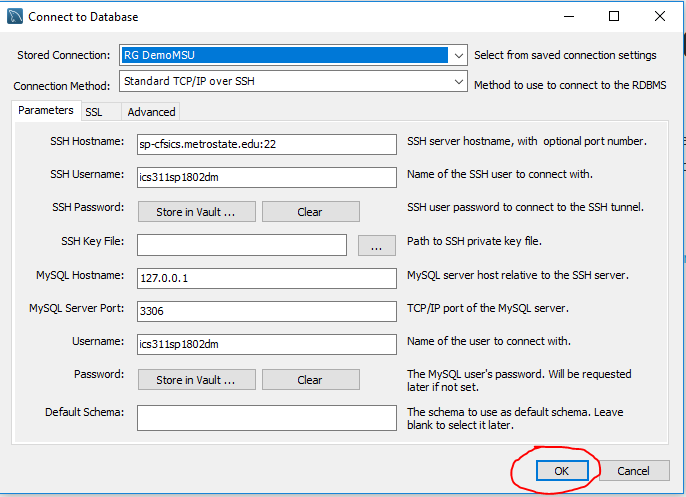 Connect to Database
Stored Connection: RG DemoMSU Select from saved connection settings
Connection Method: Standard TCP/IP over SSH Method to use to connect to the RDBMS
Parameters SSL Advanced
SSH Hostname: sp-cfsics.metrostate.edu:22 SSH server hostname, with optional port number.
SSH Username: ics311sp1802dm Name of the SSH user to connect with.
SSH Password: Store in Vault ... Clear SSH user password to connect to the SSH tunnel.
SSH Key File: ... Path to SSH private key file.
MySQL Hostname: 127.0.0.1 MySQL server host relative to the SSH server.
MySQL Server Port: 3306 TCP/IP port of the MySQL server.
Username: ics311sp1802dm Name of the user to connect with.
Password: Store in Vault ... Clear The MySQL user's password. Will be requested
later if not set.
Default Schema: The schema to use as default schema. Leave
blank to select it later.
OK Cancel